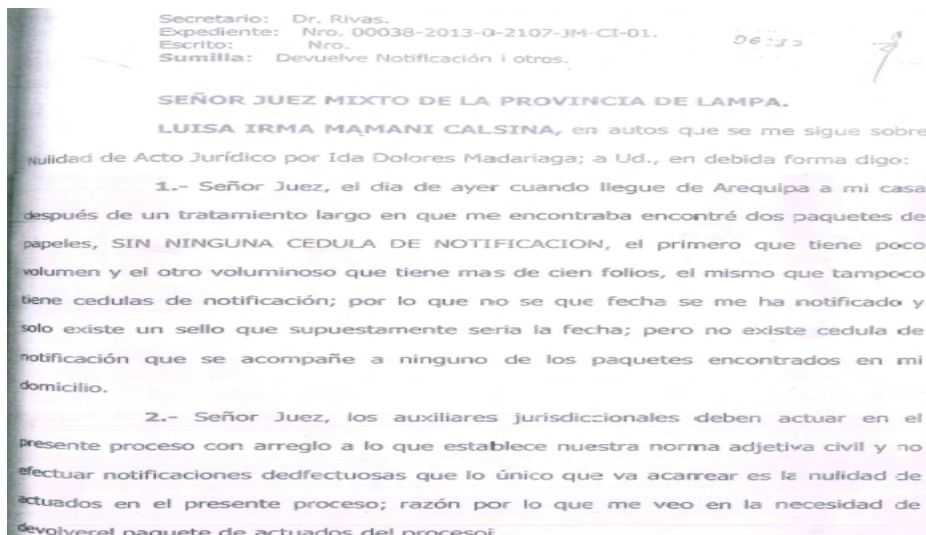 Secretario: Dr. Rivas.
Expediente: Nro. 00038-2013-0-2107-JM-CI-01.
Escrito: Nro.
Sumilla: Devuelve Notificación i otros.
SEÑOR JUEZ MIXTO DE LA PROVINCIA DE LAMPA.
LUISA IRMA MAMANI CALSINA, en autos que se me sigue sobre
Nulidad de Acto Jurídico por Ida Dolores Madariaga; a Ud., en debida forma digo:
1.- Señor Juez, el dia de ayer cuando llegue de Arequipa a mi casa
después de un tratamiento largo en que me encontraba encontré dos paquetes de
papeles, SIN NINGUNA CEDULA DE NOTIFICACION, el primero que tiene poco
volumen y el otro voluminoso que tiene mas de cien folios, el mismo que tampoco
tiene cedulas de notificación; por lo que no se que fecha se me ha notificado y
solo existe un sello que supuestamente seria la fecha; pero no existe cedula de
notificación que se acompañe a ninguno de los paquetes encontrados en mi
domicilio.
2.- Señor Juez, los auxiliares jurisdiccionales deben actuar en el
presente proceso con arreglo a lo que establece nuestra norma adjetiva civil y no
efectuar notificaciones dedfectuosas que lo único que va acarrear es la nulidad de
actuados en el presente proceso; razón por lo que me veo en la necesidad de
devolverel paquete de actuados del procesoi